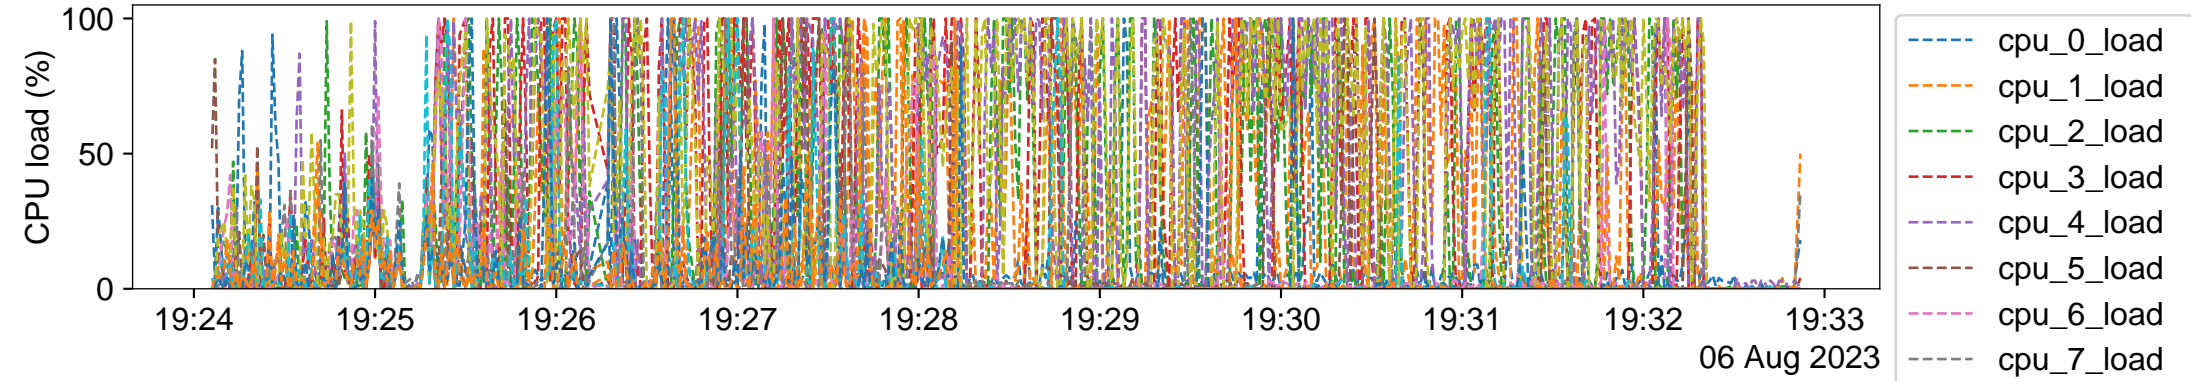 CPU load (%)
100
50
0
19:24 19:25 19:26 19:27 19:28 19:29 19:30 19:31 19:32 19:33
06 Aug 2023
cpu_0_load
cpu_1_load
cpu_2_load
cpu_3_load
cpu_4_load
cpu_5_load
cpu_6_load
cpu_7_load